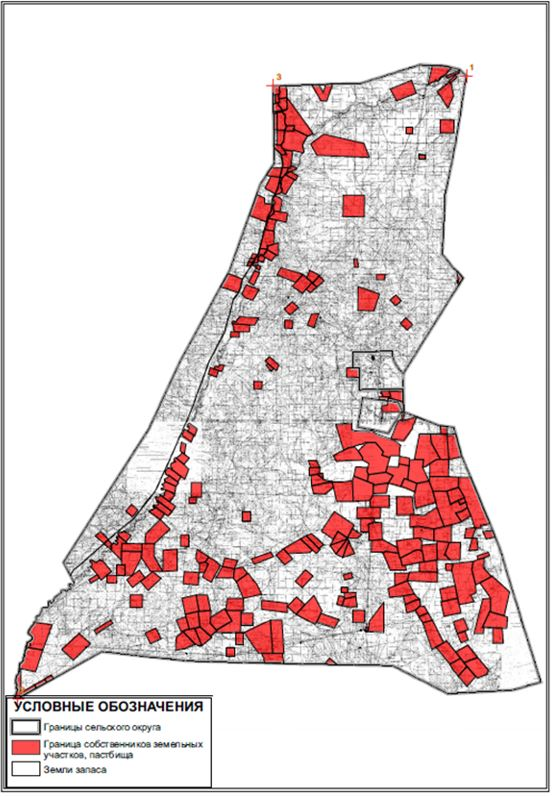 3
1
УСЛОВНЫЕ ОБОЗНАЧЕНИЯ
Границы сельского округа
Граница собственников земельных
участков, пастбища
Земли запаса